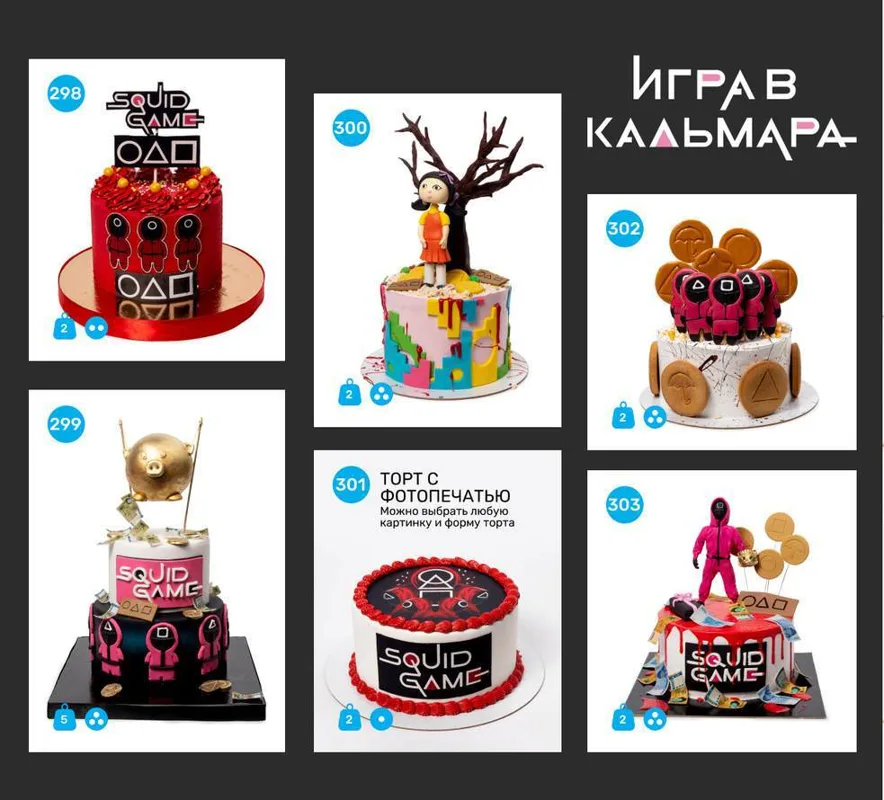 ИГРА В
КАЛЬМАРА
298
SQUID
GAME
2
300
2
302
2
299
SQUID
GAME
5
301
ТОРТ С
ФОТОПЕЧАТЬЮ
Можно выбрать любую
картинку и форму торта
SQUID
GAME
2
303
SQUID
GAME
2